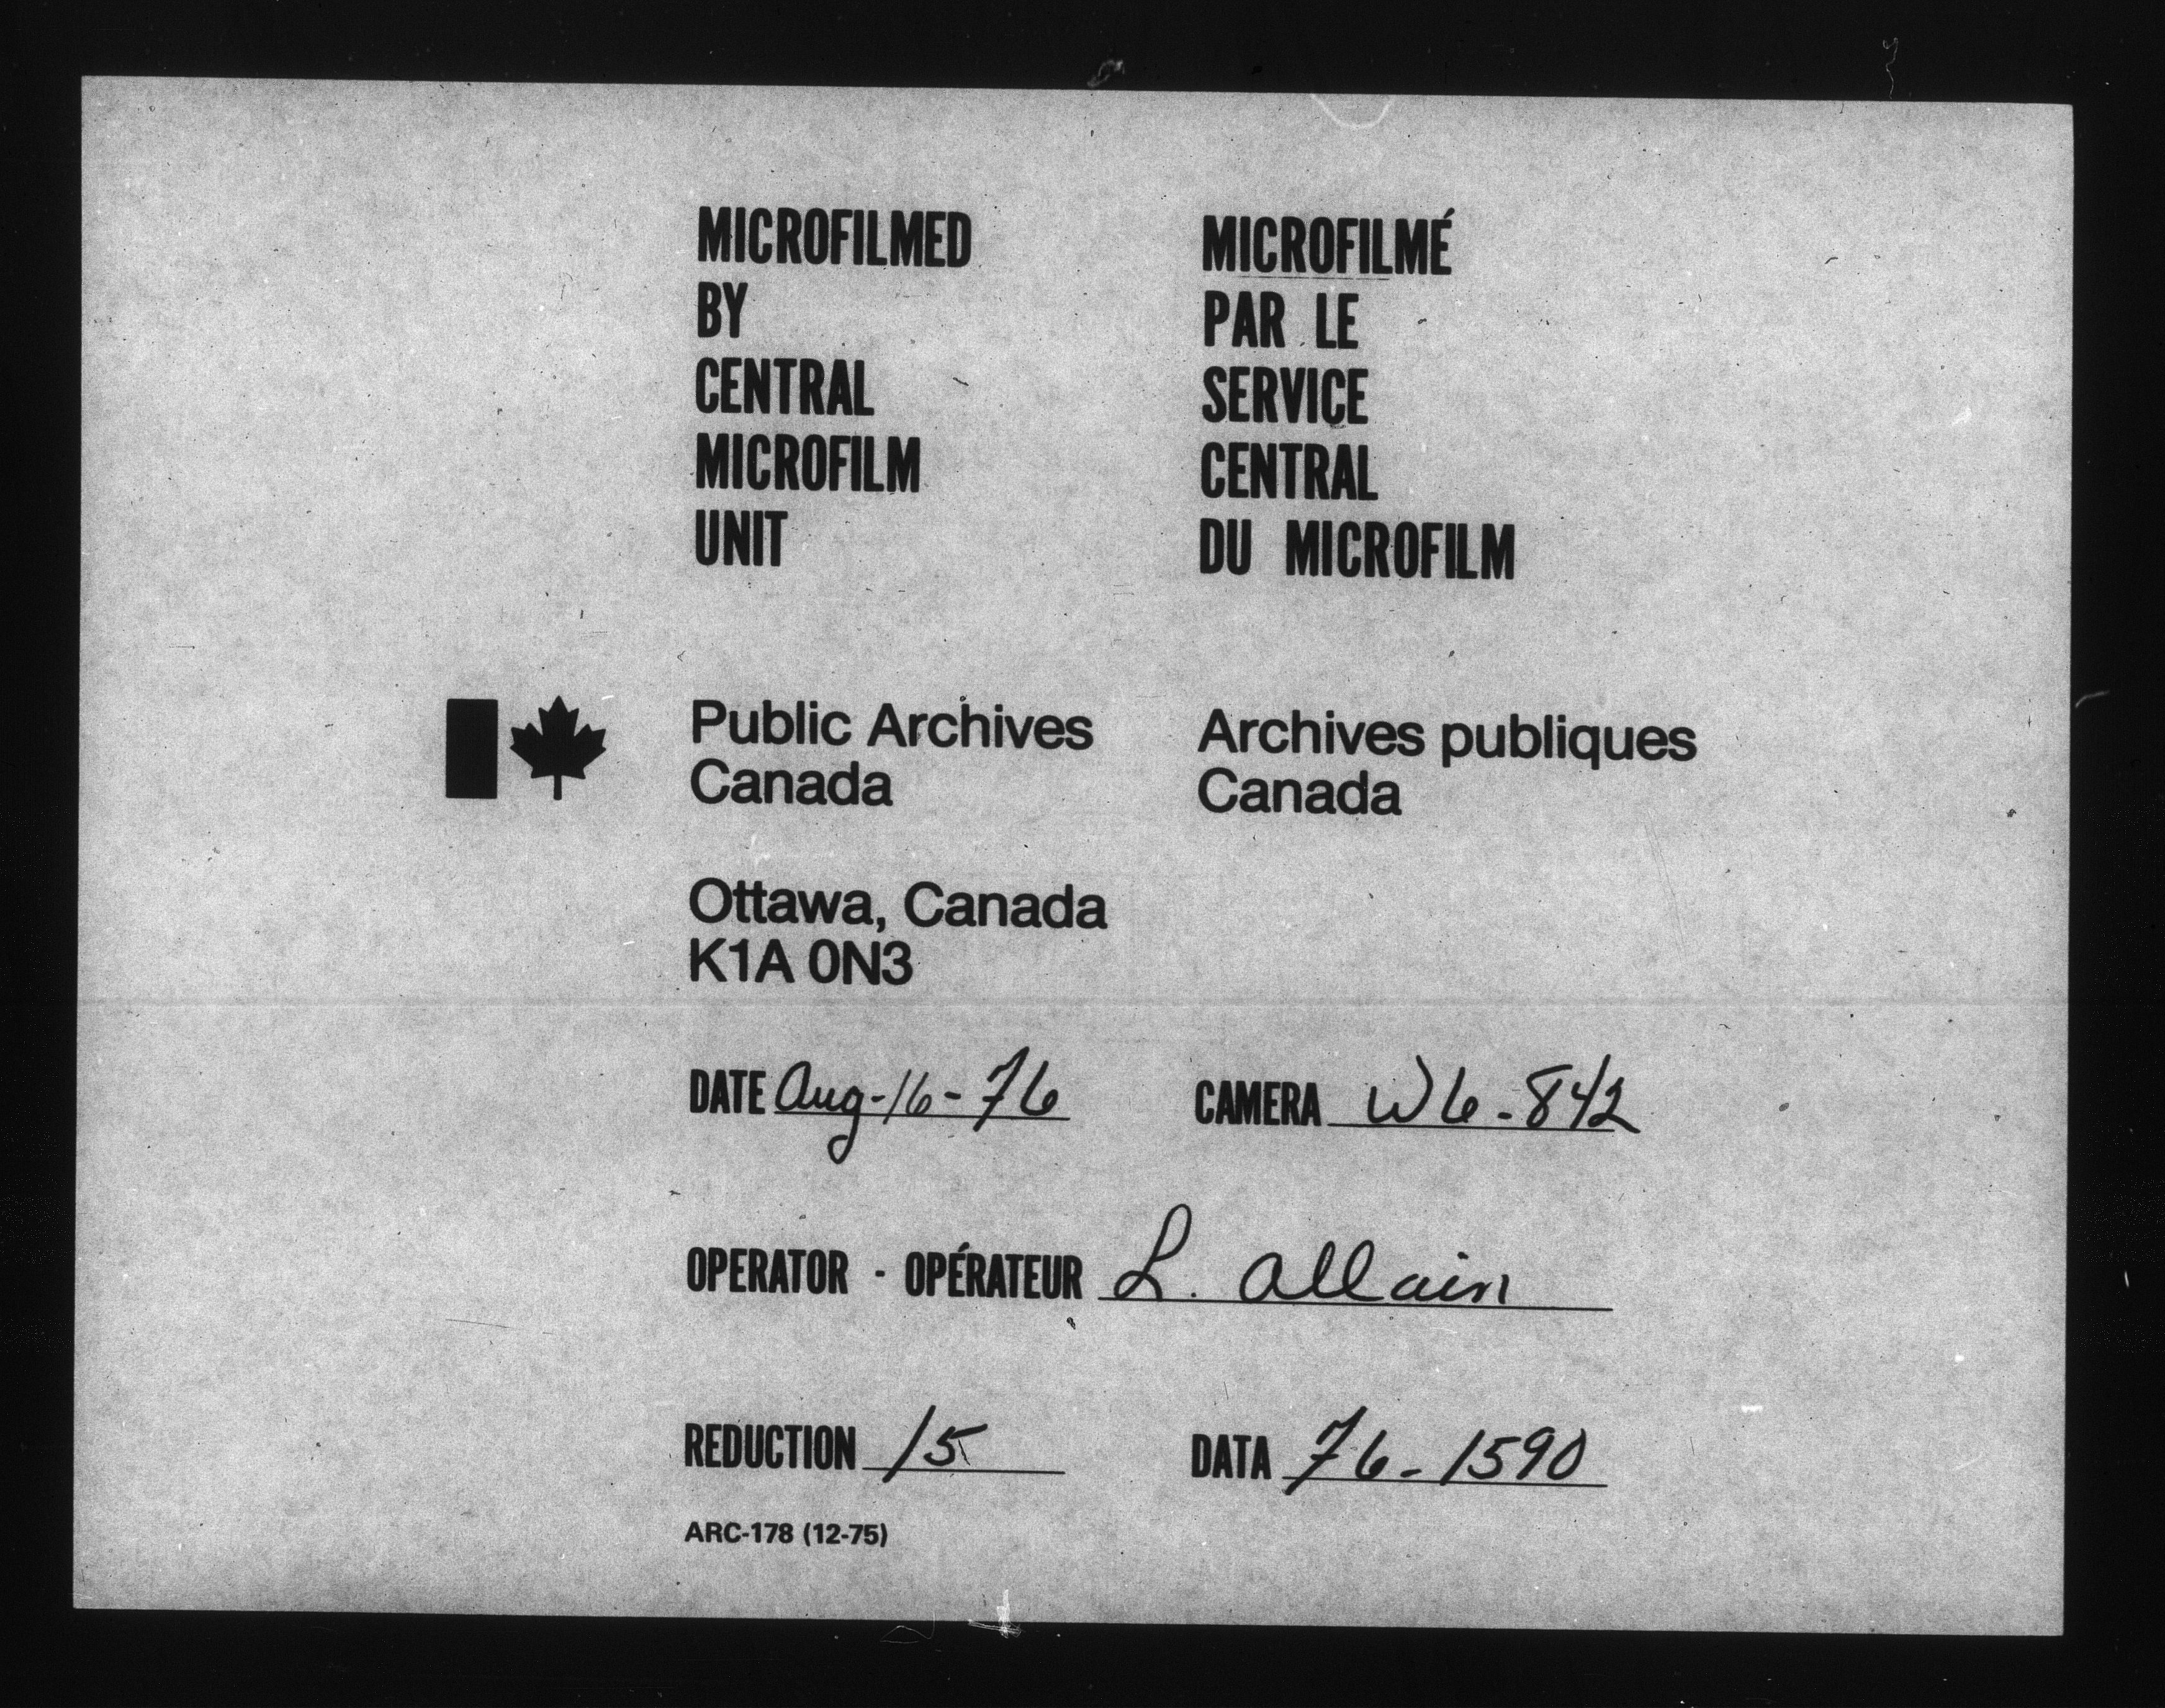 MICROFILMED
BY
CENTRAL
MICROFILM
UNIT
MICROFILMÉ
PAR LE
SERVICE
CENTRAL
DU MICROFILM
Public Archives
Canada
Archives publiques
Canada
Ottawa, Canada
K1A 0N3
DATE Aug-16-76
CAMERA W6-842
OPERATOR - OPÉRATEUR L. Allain
REDUCTION 15
DATA 76-1590
ARC-178 (12-75)